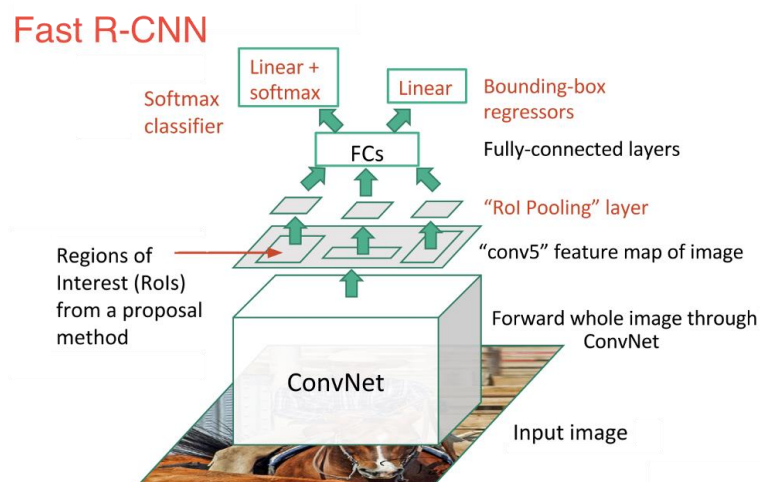 Fast R-CNN
Linear +
softmax
Linear
Softmax
classifier
Bounding-box
regressors
FCs
Fully-connected layers
“RoI Pooling” layer
Regions of
Interest (RoIs)
from a proposal
method
“conv5” feature map of image
Forward whole image through
ConvNet
ConvNet
Input image